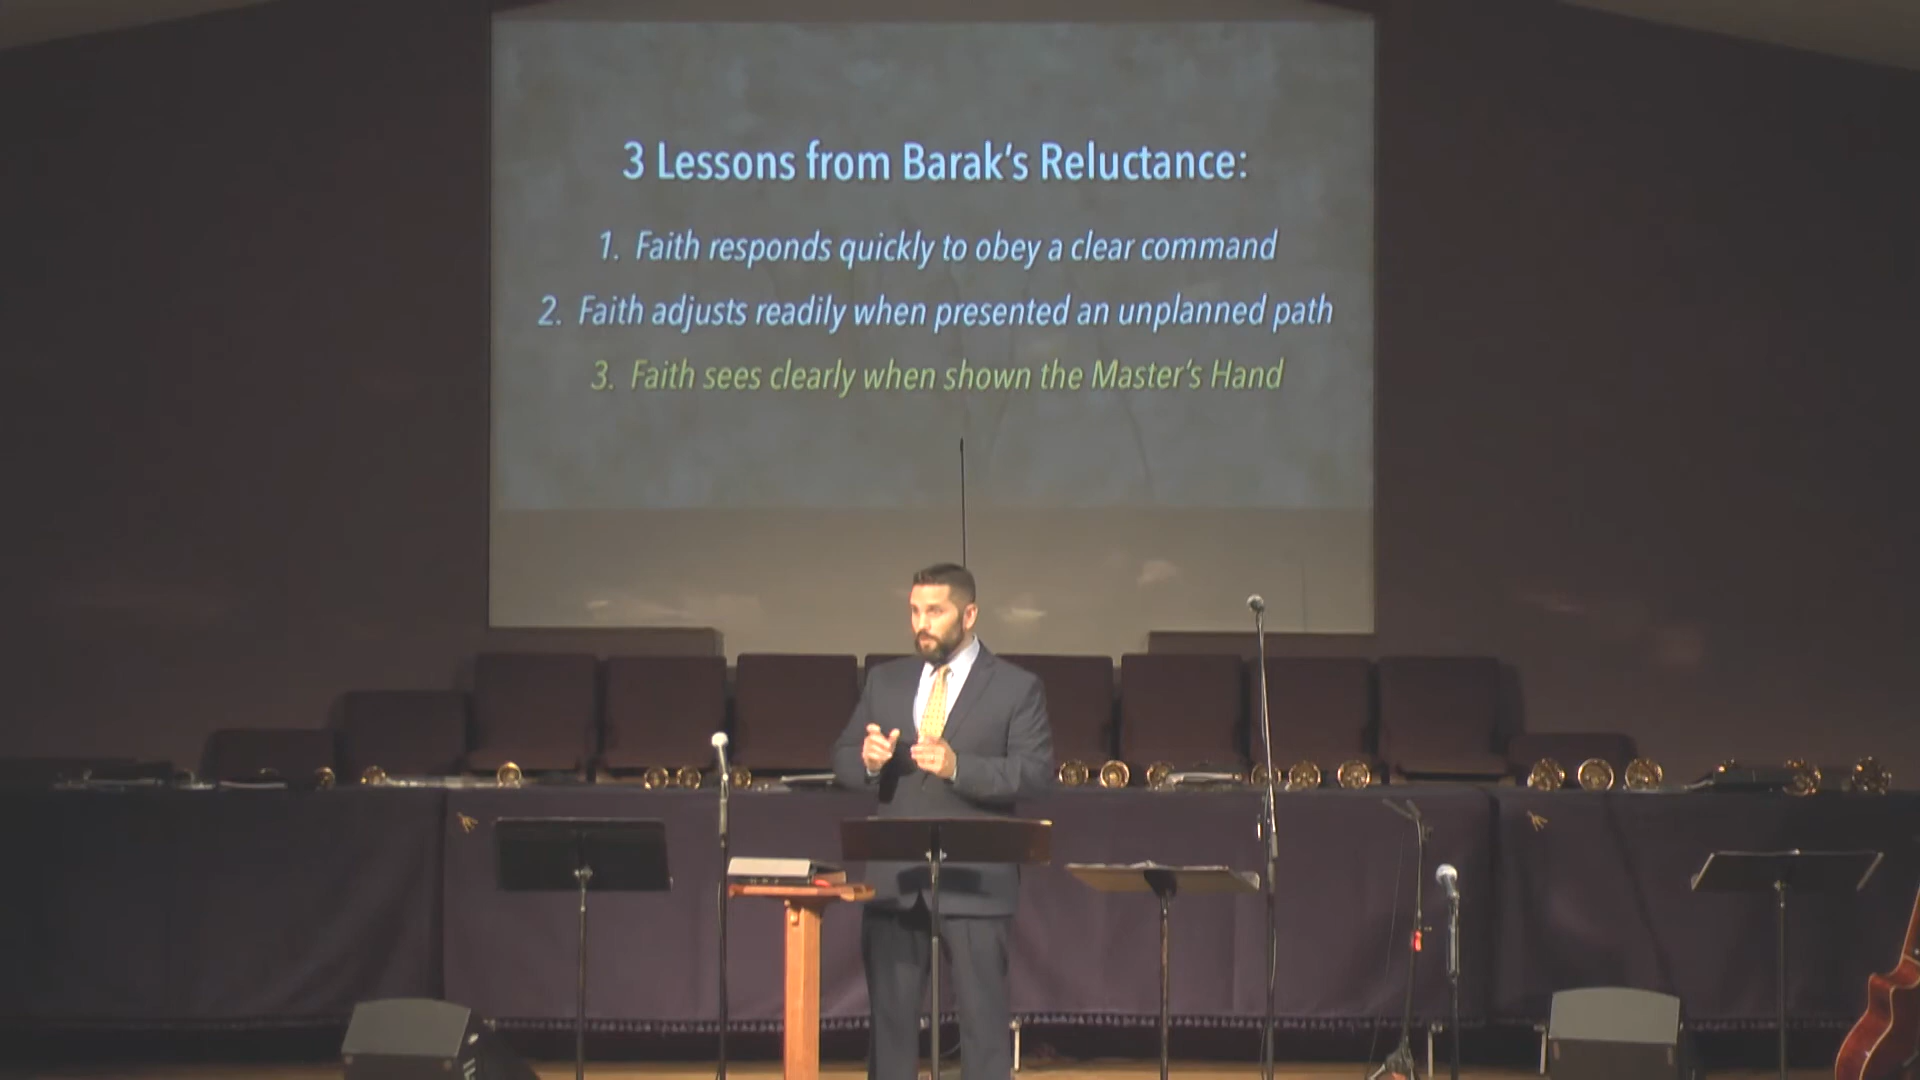 3 Lessons from Barak's Reluctance:
1. Faith responds quickly to obey a clear command
2. Faith adjusts readily when presented an unplanned path
3. Faith sees clearly when shown the Master's Hand